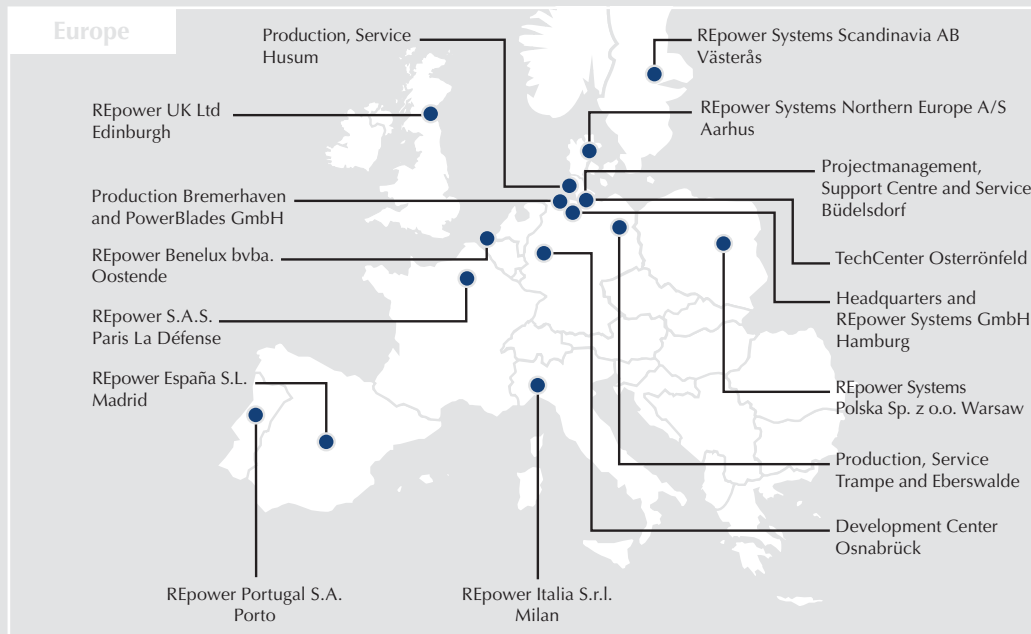 Europe
Production, Service
Husum
REpower UK Ltd
Edinburgh
Production Bremerhaven
and PowerBlades GmbH
REpower Benelux bvba.
Oostende
REpower S.A.S.
Paris La Défense
REpower España S.L.
Madrid
REpower Portugal S.A.
Porto
REpower Italia S.r.l.
Milan
REpower Systems Scandinavia AB
Västerås
REpower Systems Northern Europe A/S
Aarhus
Projectmanagement,
Support Centre and Service
Büdelsdorf
TechCenter Osterrönfeld
Headquarters and
REpower Systems GmbH
Hamburg
REpower Systems
Polska Sp. z o.o. Warsaw
Production, Service
Trampe and Eberswalde
Development Center
Osnabrück